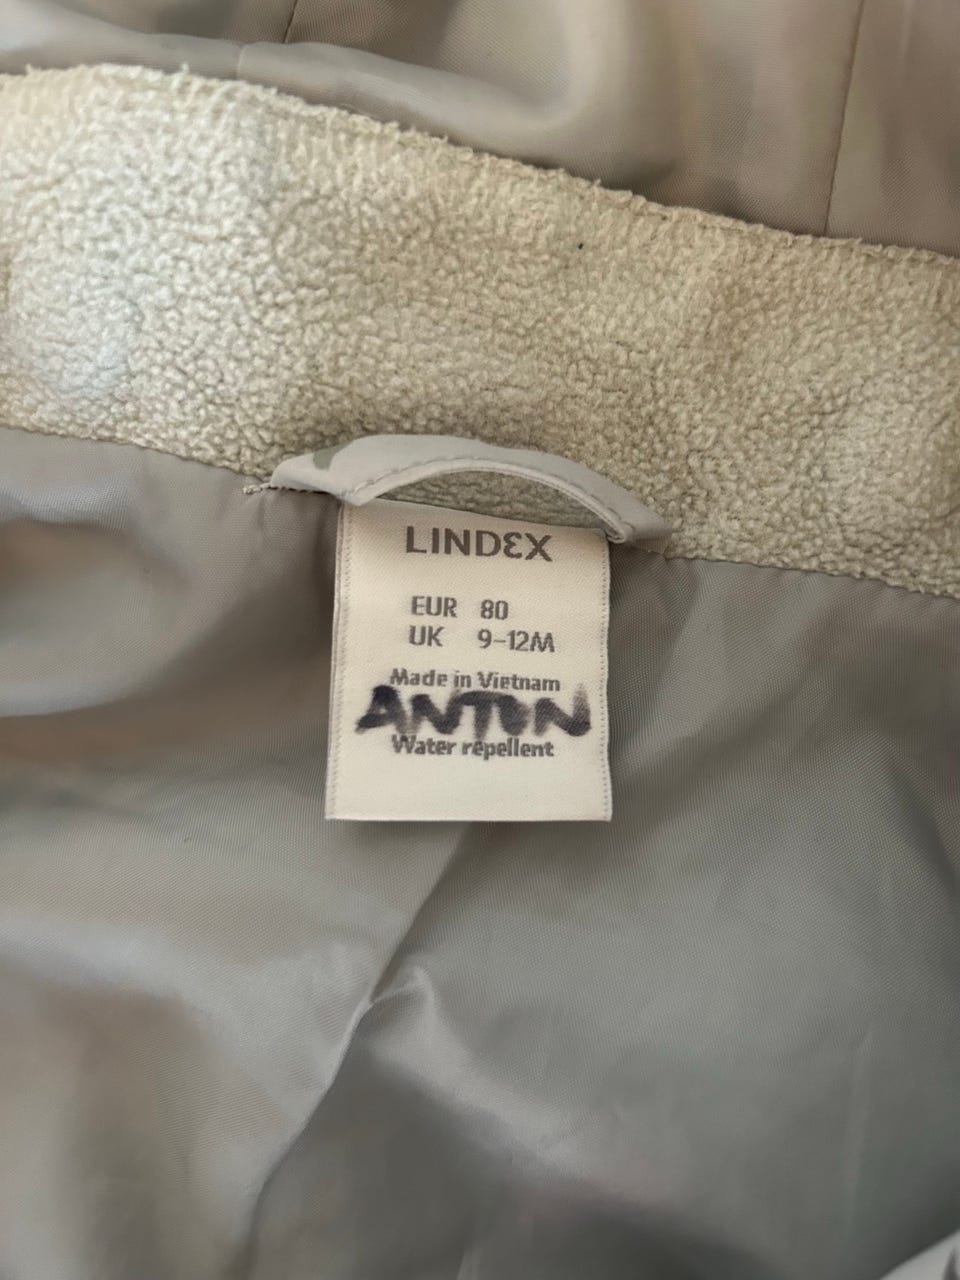 LINDEX
EUR 80
UK 9-12M
Made in Vietnam
ANTON
Water repellent